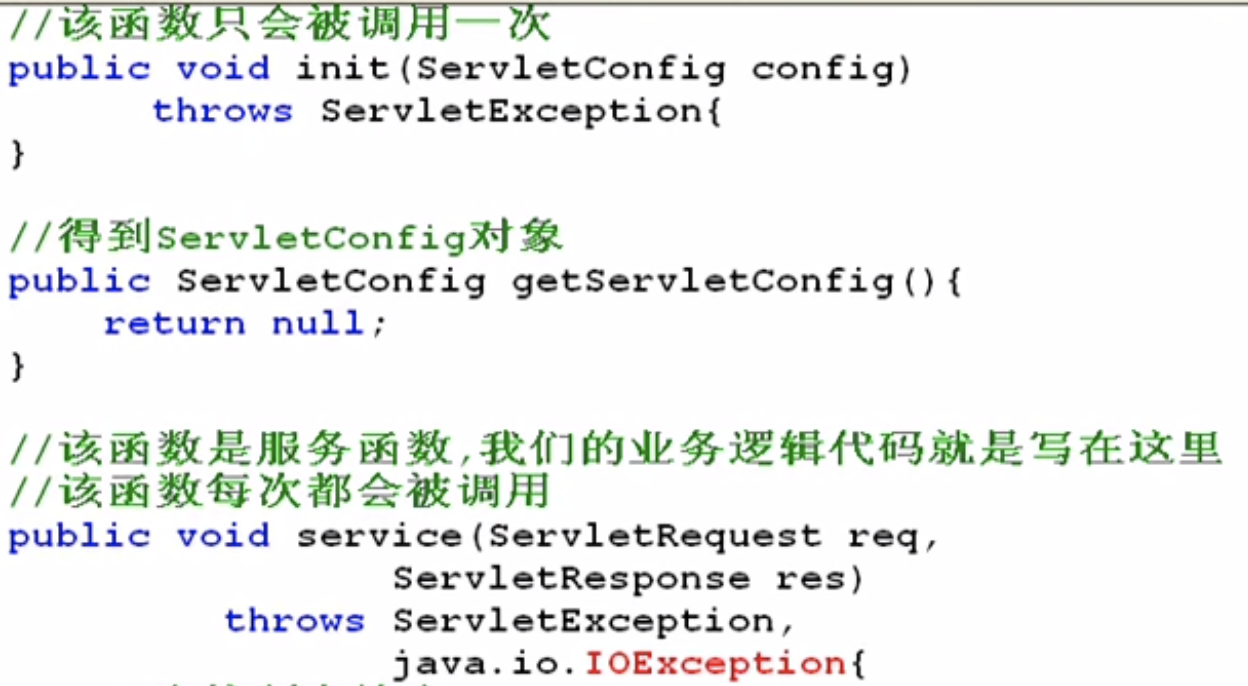 //该函数只会被调用一次
public void init(ServletConfig config)
throws ServletException{
}
//得到ServletConfig对象
public ServletConfig getServletConfig(){
return null;
}
//该函数是服务函数,我们的业务逻辑代码就是写在这里
//该函数每次都会被调用
public void service(ServletRequest req,
ServletResponse res)
throws ServletException,
java.io.IOException{